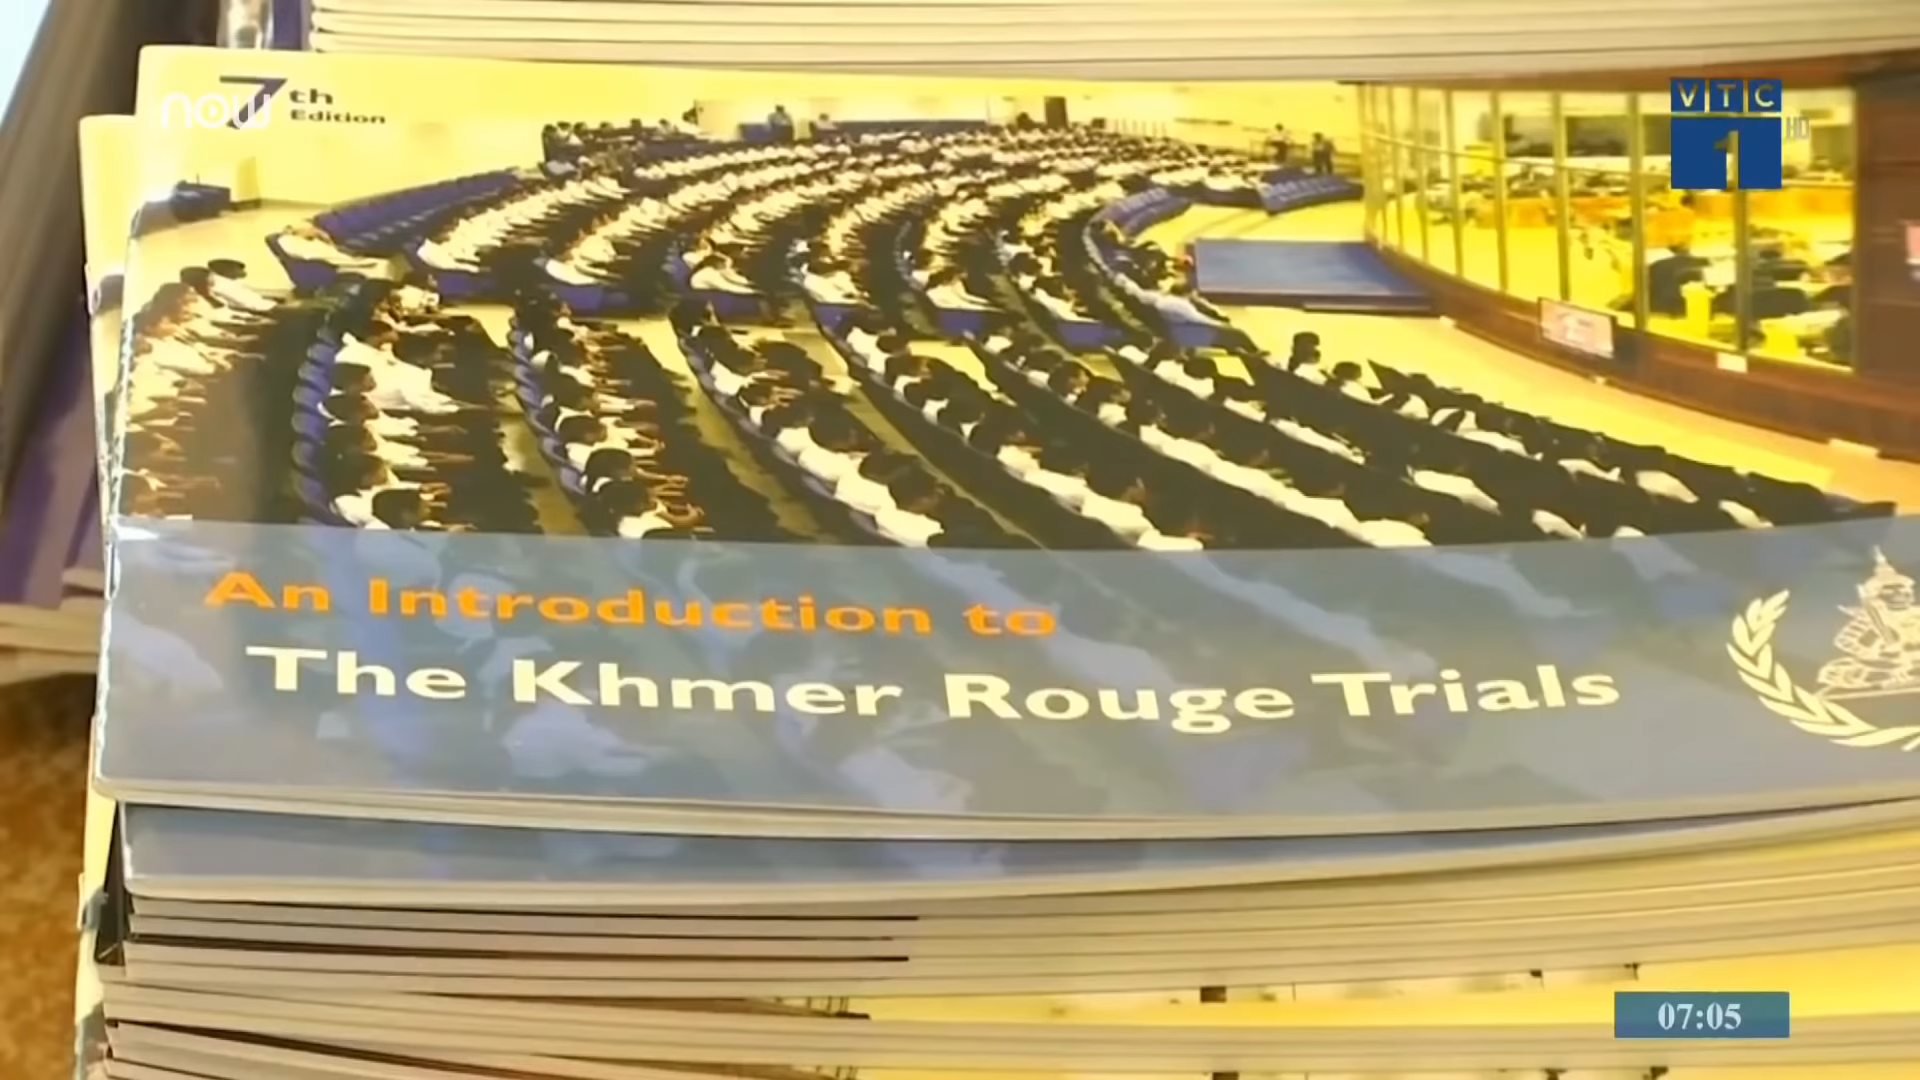 now
7th
Edition
VTC
1
HD
An Introduction to
The Khmer Rouge Trials
07:05